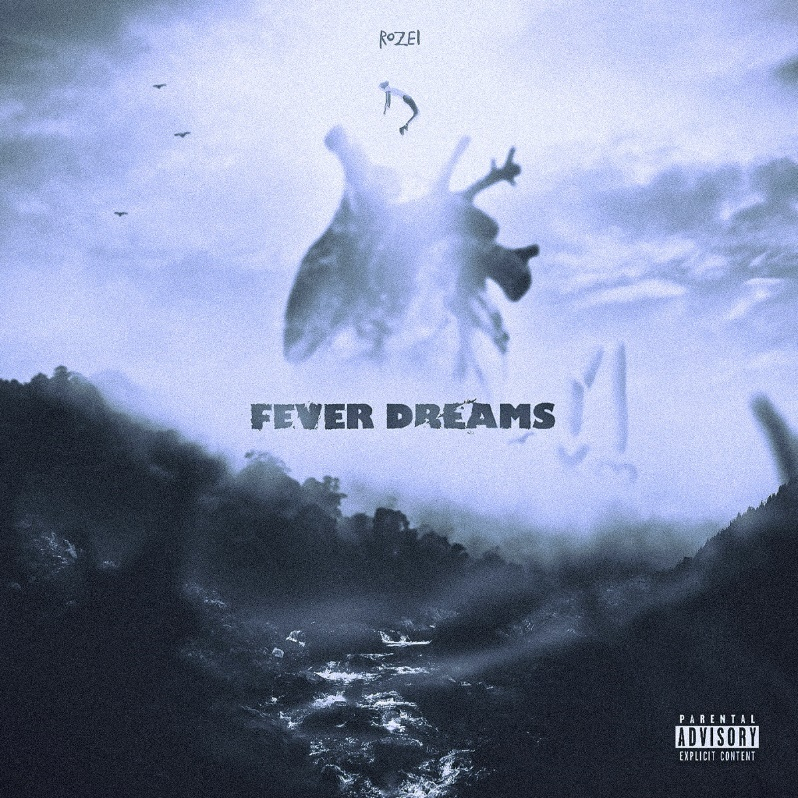 ROZEI
FEVER DREAMS
PARENTAL
ADVISORY
EXPLICIT CONTENT